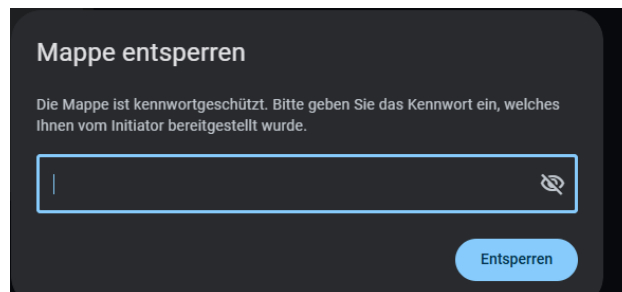 Mappe entsperren
Die Mappe ist kennwortgeschützt. Bitte geben Sie das Kennwort ein, welches
Ihnen vom Initiator bereitgestellt wurde.
Entsperren